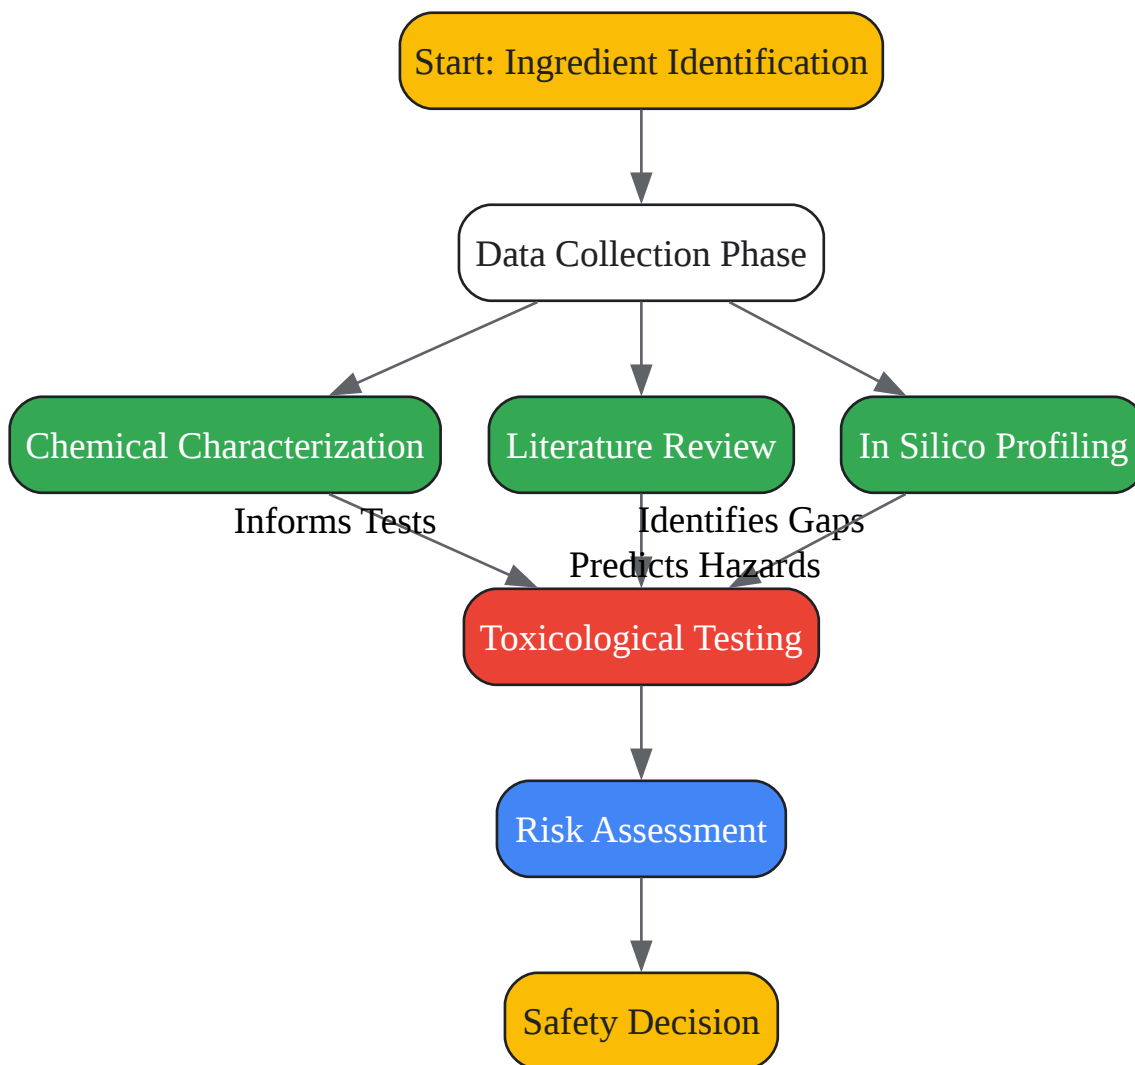 Start: Ingredient Identification
Data Collection Phase
Chemical Characterization
Literature Review
In Silico Profiling
Informs Tests
Identifies Gaps
Predicts Hazards
Toxicological Testing
Risk Assessment
Safety Decision